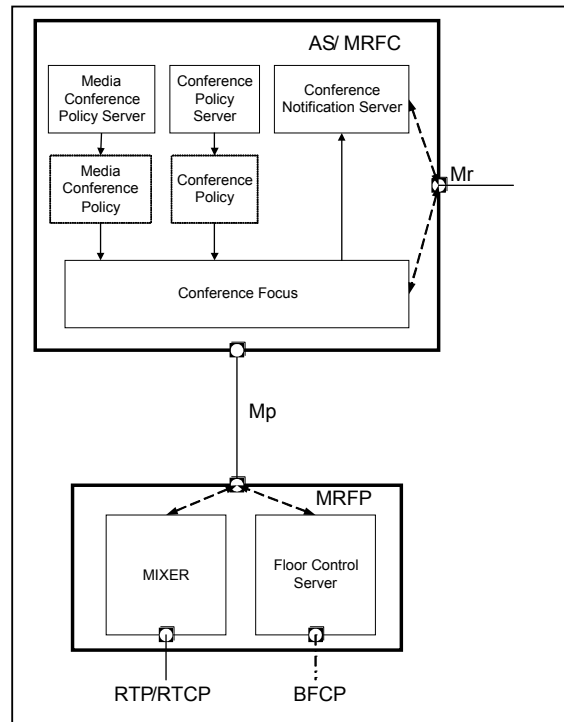 AS/ MRFC
Media
Conference
Policy Server
Conference
Policy
Server
Conference
Notification Server
Media
Conference
Policy
Conference
Policy
Mr
Conference Focus
Mp
MRFP
MIXER
Floor Control
Server
RTP/RTCP
BFCP